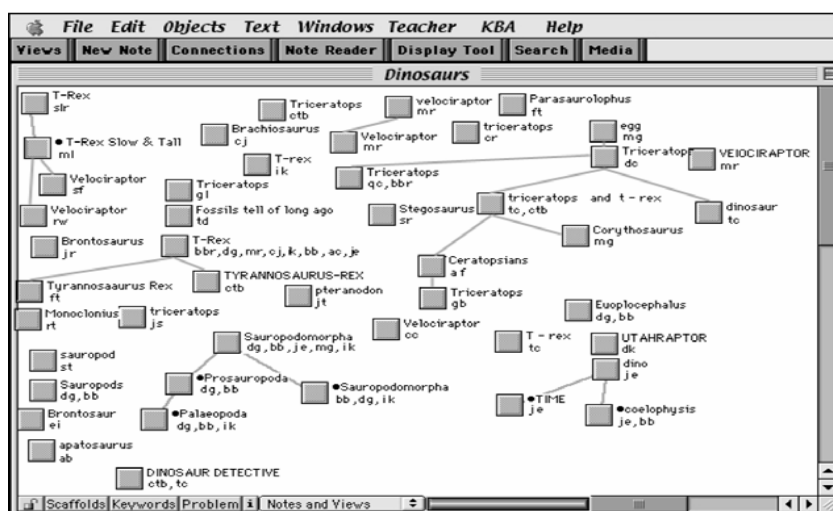 File Edit Objects Text Windows Teacher KBA Help
Views New Note Connections Note Reader Display Tool Search Media
Dinosaurs
T-Rex
slr
Triceratops
ctb
velociraptor
mr
Parasaurolophus
ft
Brachiosaurus
cj
Velociraptor
mr
triceratops
cr
egg
mg
●T-Rex Slow & Tall
ml
T-rex
ik
Triceratops
dc
VEIOCIRAPTOR
mr
Velociraptor
sf
Triceratops
gl
Triceratops
qc,bbr
Velociraptor
rw
Fossils tell of long ago
td
Stegosaurus
sr
triceratops and t-rex
tc,ctb
dinosaur
tc
Brontosaurus
jr
T-Rex
bbr,dg,mr,cj,ik,bb,ac,je
Corythosaurus
mg
Tyrannosaaurus Rex
ft
TYRANNOSAURUS-REX
ctb
pteranodon
jt
Ceratopsians
af
Triceratops
gb
Euoplocephalus
dg,bb
Monoclonius
rt
triceratops
js
Velociraptor
cc
Sauropodomorpha
dg,bb,je,mg,ik
T-rex
tc
UTAHRAPTOR
dk
sauropod
st
dino
je
Sauropods
dg,bb
●Prosauropoda
dg,bb
●Sauropodomorpha
bb,dg,ik
●TIME
je
●coelophysis
je,bb
Brontosaur
ei
●Palaeopoda
dg,bb,ik
apatosaurus
ab
DINOSAUR DETECTIVE
ctb,tc
Scaffolds Keywords Problem i Notes and Views